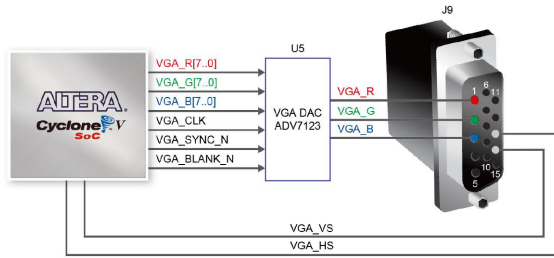 J9
U5
VGA_R[7..0]
VGA_G[7..0]
VGA_B[7..0]
VGA_CLK
VGA_SYNC_N
VGA_BLANK_N
ALTERA®
Cyclone V
SoC
VGA DAC
ADV7123
VGA_R
VGA_G
VGA_B
1
6
11
5
10
15
VGA_VS
VGA_HS